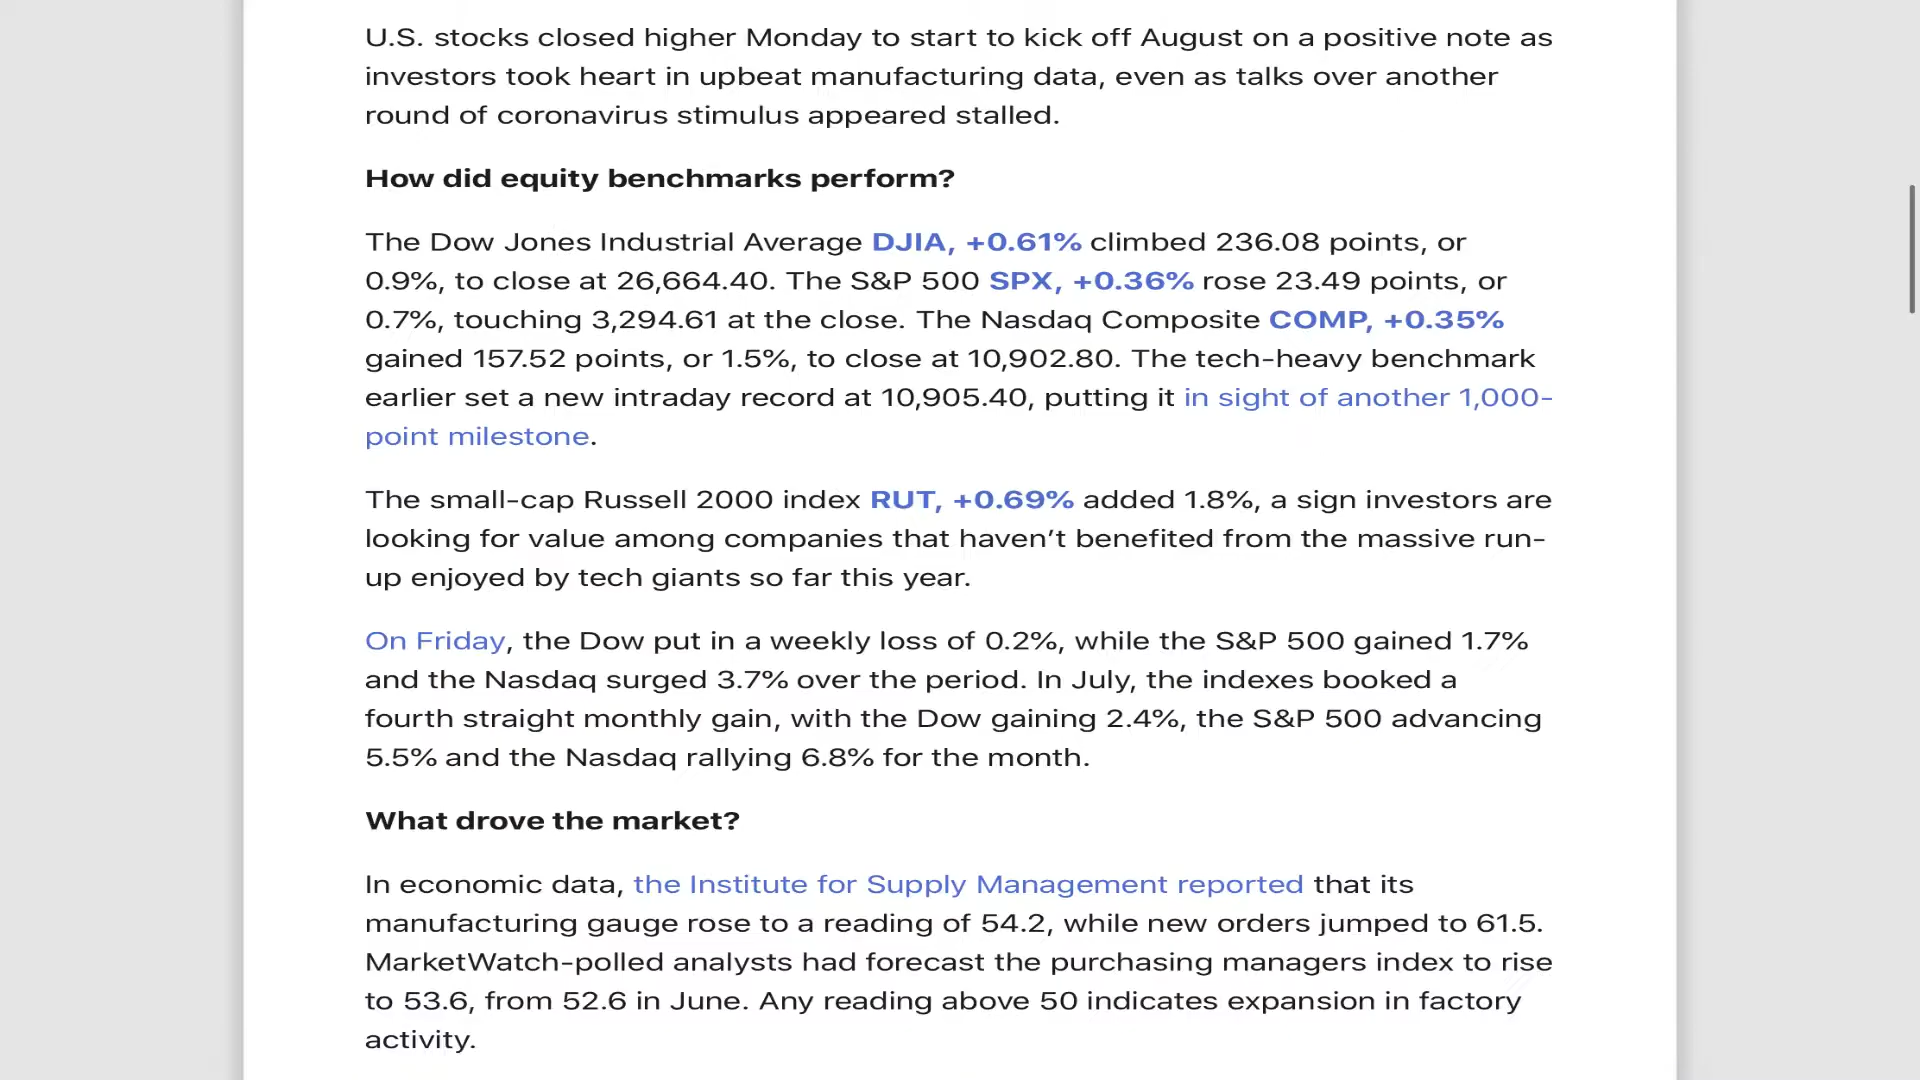 U.S. stocks closed higher Monday to start to kick off August on a positive note as
investors took heart in upbeat manufacturing data, even as talks over another
round of coronavirus stimulus appeared stalled.
How did equity benchmarks perform?
The Dow Jones Industrial Average DJIA, +0.61% climbed 236.08 points, or
0.9%, to close at 26,664.40. The S&P 500 SPX, +0.36% rose 23.49 points, or
0.7%, touching 3,294.61 at the close. The Nasdaq Composite COMP, +0.35%
gained 157.52 points, or 1.5%, to close at 10,902.80. The tech-heavy benchmark
earlier set a new intraday record at 10,905.40, putting it in sight of another 1,000-
point milestone.
The small-cap Russell 2000 index RUT, +0.69% added 1.8%, a sign investors are
looking for value among companies that haven’t benefited from the massive run-
up enjoyed by tech giants so far this year.
On Friday, the Dow put in a weekly loss of 0.2%, while the S&P 500 gained 1.7%
and the Nasdaq surged 3.7% over the period. In July, the indexes booked a
fourth straight monthly gain, with the Dow gaining 2.4%, the S&P 500 advancing
5.5% and the Nasdaq rallying 6.8% for the month.
What drove the market?
In economic data, the Institute for Supply Management reported that its
manufacturing gauge rose to a reading of 54.2, while new orders jumped to 61.5.
MarketWatch-polled analysts had forecast the purchasing managers index to rise
to 53.6, from 52.6 in June. Any reading above 50 indicates expansion in factory
activity.